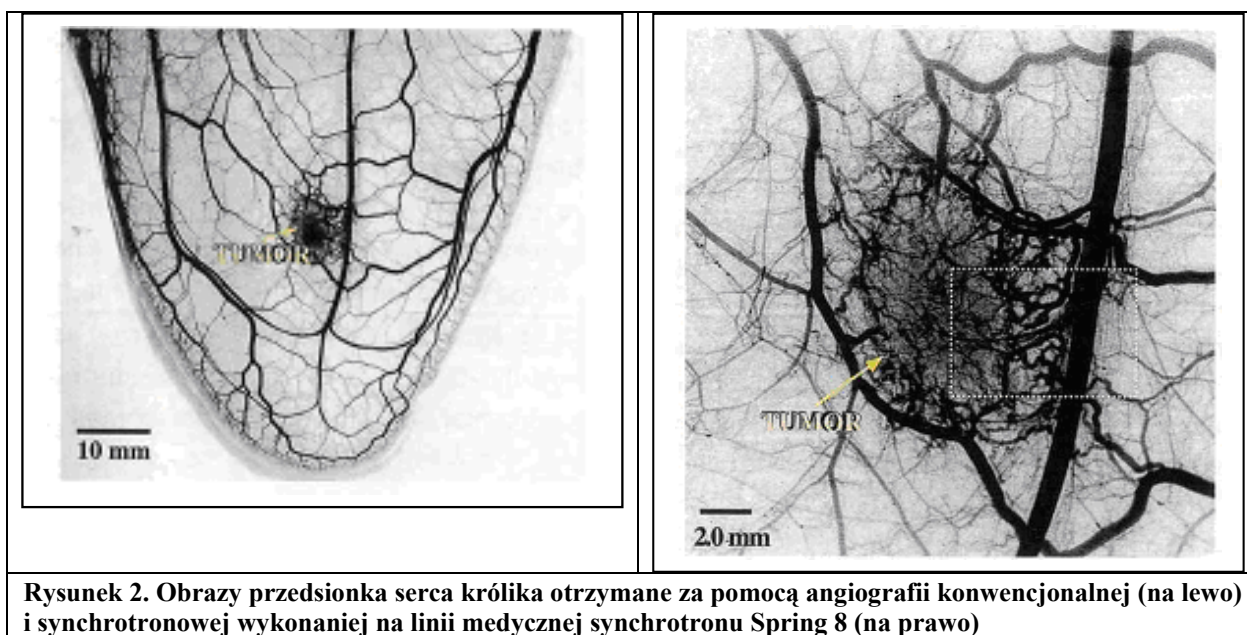 TUMOR
10 mm
TUMOR
2.0 mm
Rysunek 2. Obrazy przedsionka serca królika otrzymane za pomocą angiografii konwencjonalnej (na lewo)
i synchrotronowej wykonaniej na linii medycznej synchrotronu Spring 8 (na prawo)